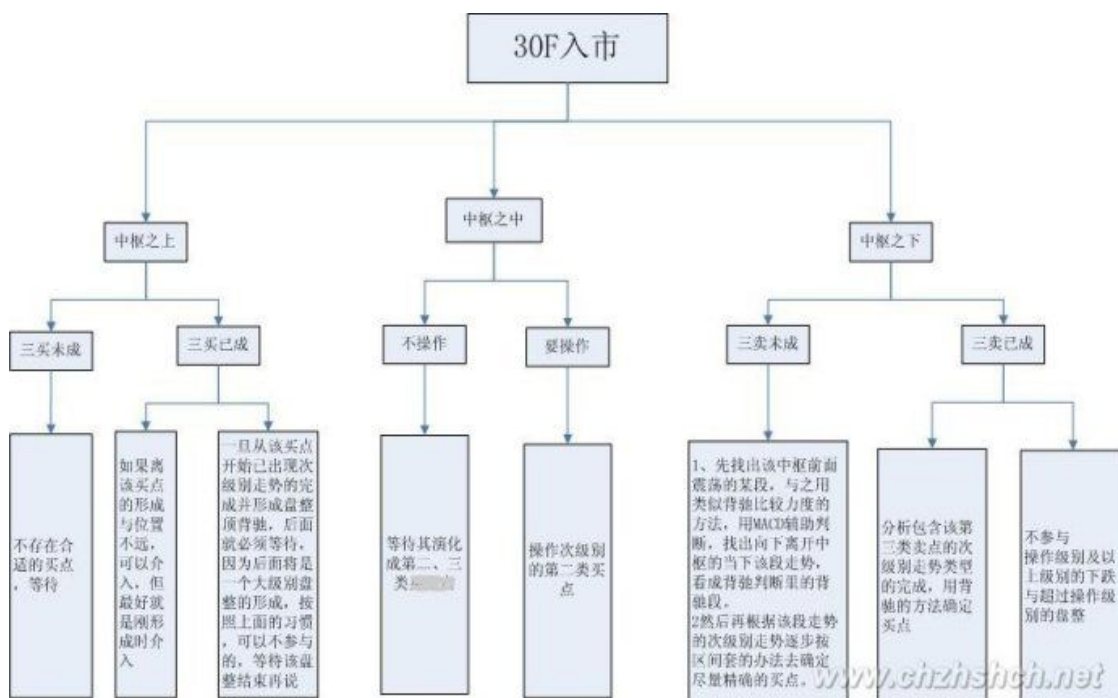 30F入市
中枢之上
中枢之中
中枢之下
三买未成
三买已成
不操作
要操作
三卖未成
三卖已成
不存在合
适的买点
，等待
如果离
该买点
的形成
与位置
不远，
可以介
入，但
最好就
是刚形
成时介
入
一旦从该买点
开始已出现次
级别走势的完
成并形成盘整
顶背驰，后面
就必须等待，
因为后面将是
一个大级别盘
整的形成，按
照上面的习惯
，可以不参与
的，等待该盘
整结束再说
等待其演化
成第二、三
类
操作次级别
的第二类买
点
1、先找出该中枢前面
震荡的某段，与之用
类似背驰比较力度的
方法，用MACD辅助判
断，找出向下离开中
枢的当下该段走势，
看成背驰判断里的背
驰段。
2然后再根据该段走势
的次级别走势逐步按
区间套的办法去确定
尽量精确的买点。
分析包含该第
三类卖点的次
级别走势类型
的完成，用背
驰的方法确定
买点
不参与
操作级别及以
上级别的下跌
与超过操作级
别的盘整
www.chzhshch.net